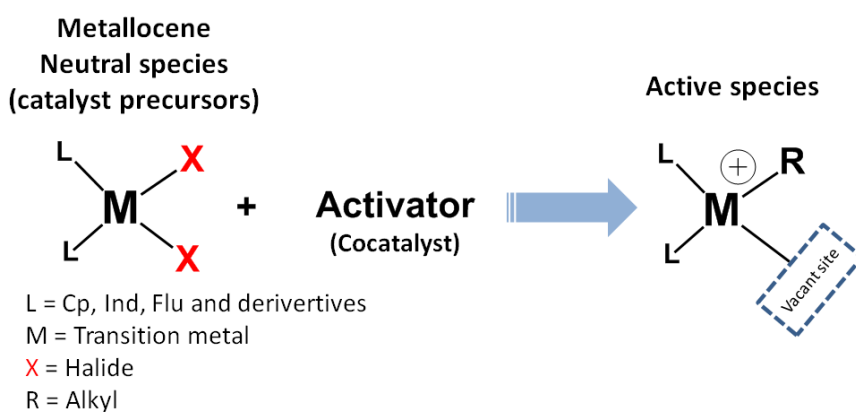 Metallocene
Neutral species
(catalyst precursors)
Active species
L
X
M
L
X
+
Activator
(Cocatalyst)
L
+
R
M
L
Vacant site
L = Cp, Ind, Flu and derivertives
M = Transition metal
X = Halide
R = Alkyl